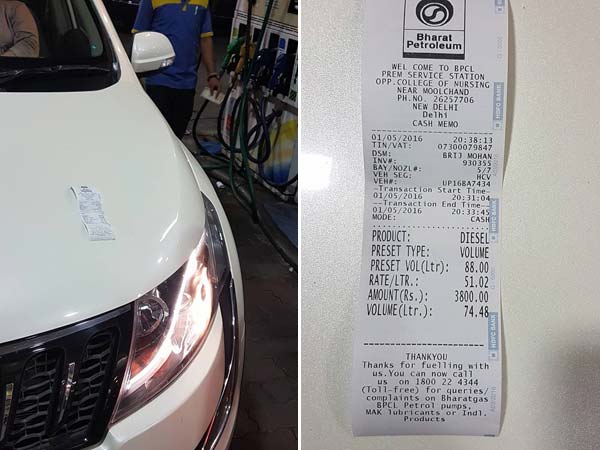 Bharat
Petroleum
WEL COME TO BPCL
PREM SERVICE STATION
OPP.COLLEGE OF NURSING
NEAR MOOLCHAND
PH.NO. 26257706
NEW DELHI
Delhi
CASH MEMO
01/05/2016 20:38:13
TIN/VAT: 07300079847
DSM: BRIJ MOHAN
INV#: 930355
BAY/NOZL#: 5/7
VEH SEG: HCV
VEH#: UP16BA7434
-Transaction Start Time-
01/05/2016 20:31:04
--Transaction End Time--
01/05/2016 20:33:45
MODE: CASH
PRODUCT: DIESEL
PRESET TYPE: VOLUME
PRESET VOL(Ltr): 88.00
RATE/LTR.: 51.02
AMOUNT(Rs.): 3800.00
VOLUME(Ltr.): 74.48
THANKYOU
Thanks for fuelling with
us.You can now call
us on 1800 22 4344
(Toll-free) for queries/
complaints on Bharatgas
BPCL Petrol pumps,
MAK lubricants or Indl.
Products
HDFC BANK
HDFC BANK
HDFC BANK